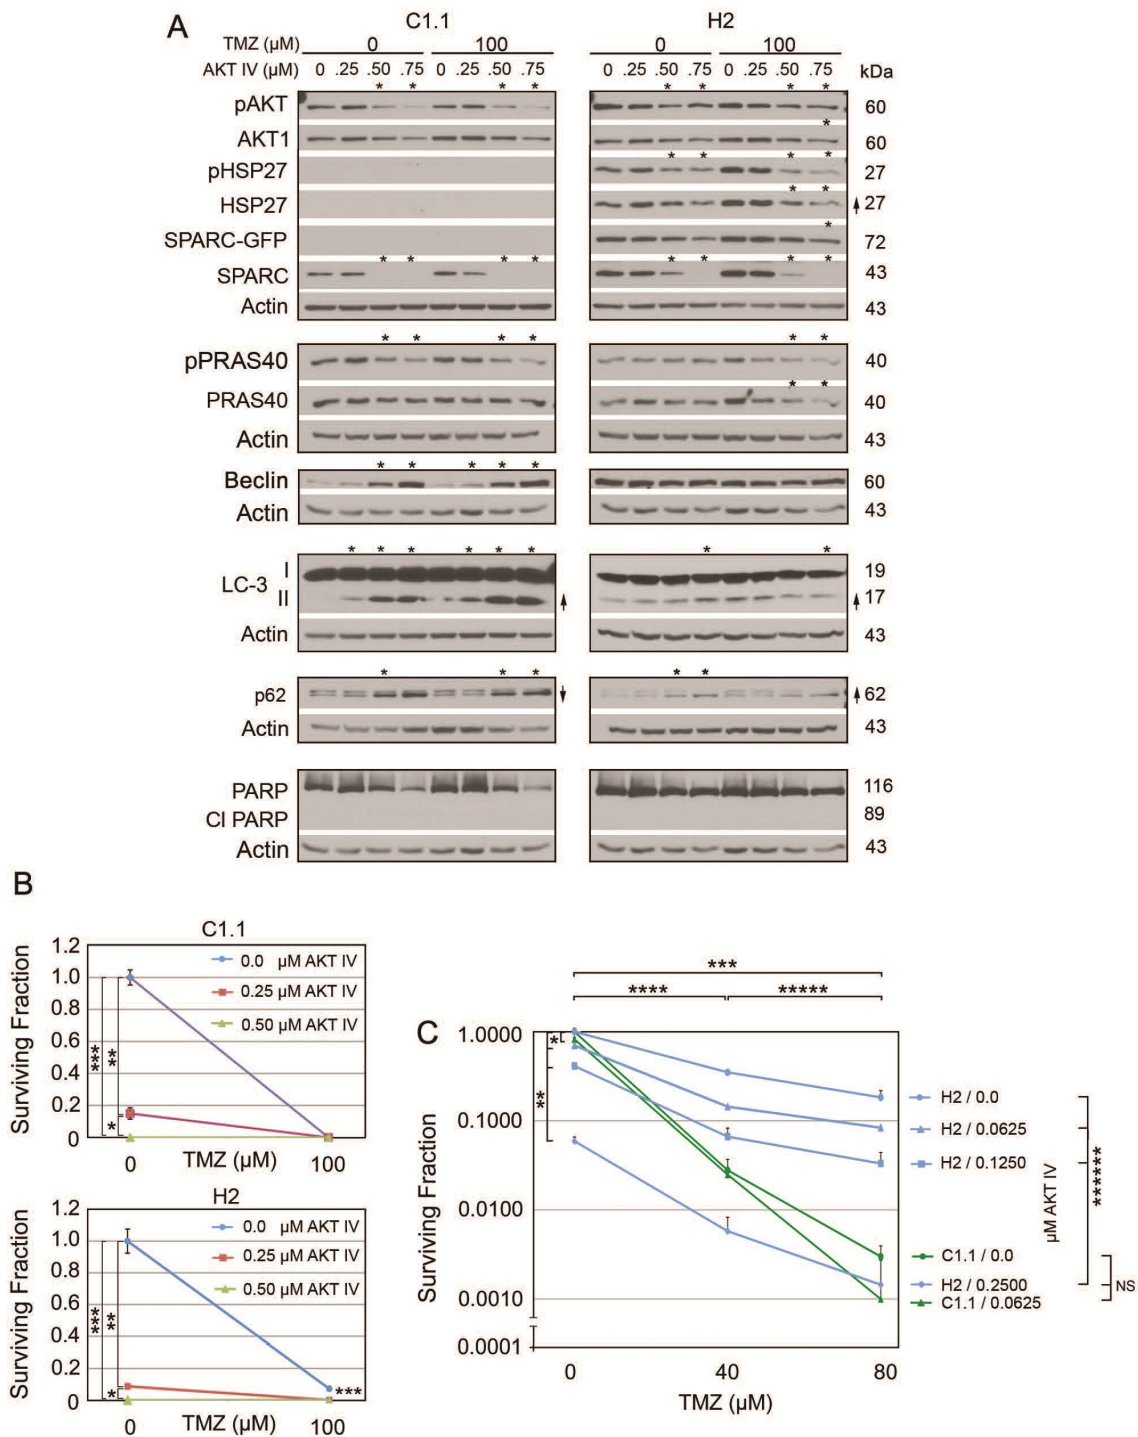 A
C1.1
H2
TMZ (µM) 0 100 0 100
AKT IV (µM) 0 .25 .50 .75 0 .25 .50 .75 0 .25 .50 .75 0 .25 .50 .75 kDa
* * * * * * * *
pAKT 60
*
AKT1 60
* * * *
pHSP27 27
* *
HSP27 27
*
SPARC-GFP 72
* * * * * * * *
SPARC 43
Actin 43
* * * * * *
pPRAS40 40
* *
PRAS40 40
Actin 43
* * * * *
Beclin 60
Actin 43
* * * * * * * *
LC-3 I 19
II 17
Actin 43
* * * * *
p62 62
Actin 43
PARP 116
Cl PARP 89
Actin 43
B
C1.1
Surviving Fraction
1.2
1.0
0.8
0.6
0.4
0.2
0
0.0 µM AKT IV
0.25 µM AKT IV
0.50 µM AKT IV
***
**
*
0 TMZ (µM) 100
H2
Surviving Fraction
1.2
1.0
0.8
0.6
0.4
0.2
0
0.0 µM AKT IV
0.25 µM AKT IV
0.50 µM AKT IV
***
**
*
***
0 TMZ (µM) 100
C
***
**** *****
Surviving Fraction
1.0000
0.1000
0.0100
0.0010
0.0001
*
**
H2 / 0.0
H2 / 0.0625
H2 / 0.1250
C1.1 / 0.0
H2 / 0.2500
C1.1 / 0.0625
µM AKT IV
******
NS
0 40 80
TMZ (µM)